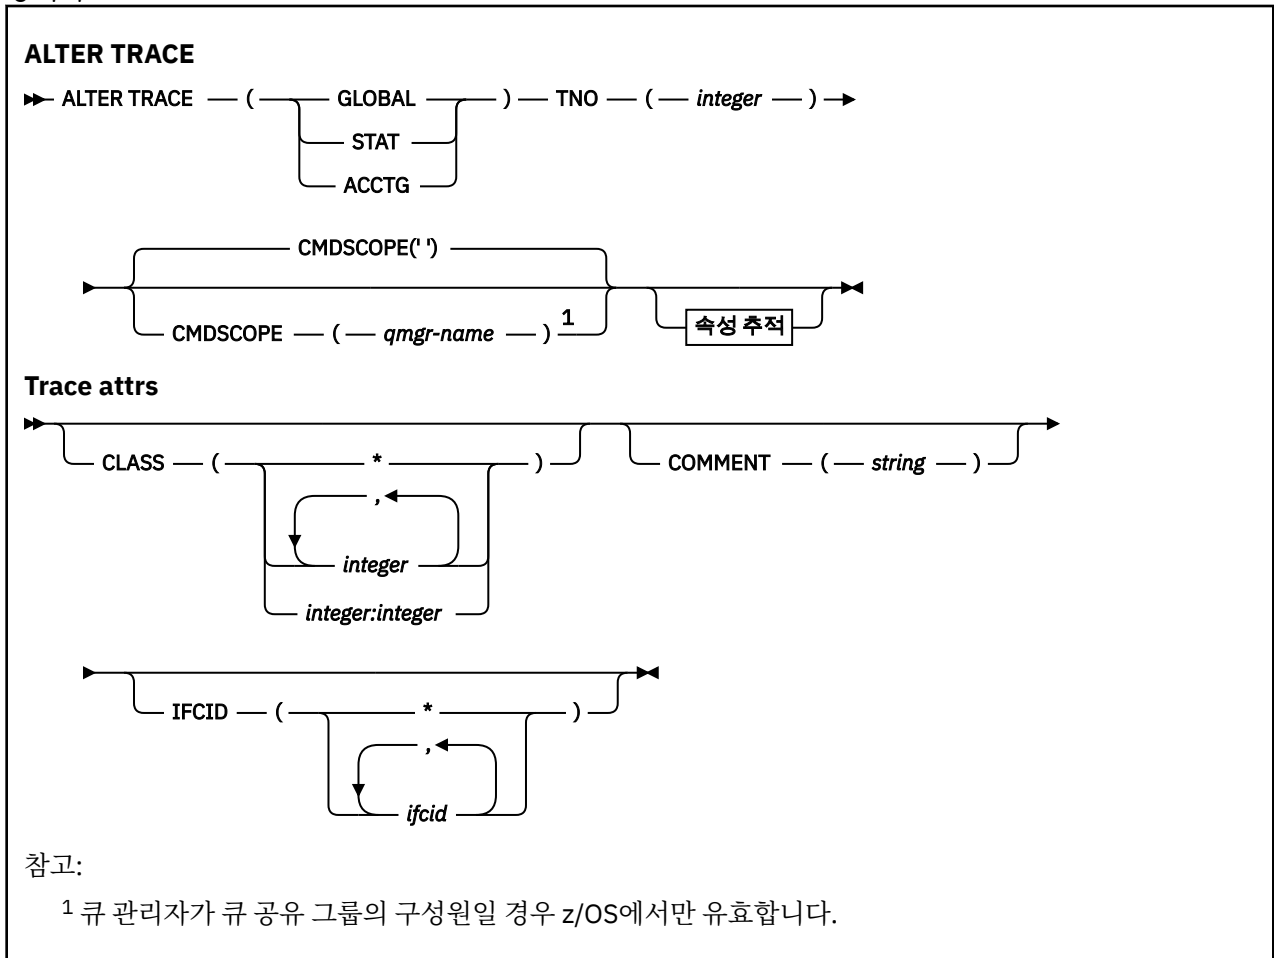 ALTER TRACE
ALTER TRACE ( GLOBAL ) TNO ( integer )
STAT
ACCTG
CMDSCOPE(' ')
CMDSCOPE ( qmgr-name ) 1
속성 추적
Trace attrs
CLASS ( * ) COMMENT ( string )
,
integer
integer:integer
IFCID ( * )
,
ifcid
참고:
1 큐 관리자가 큐 공유 그룹의 구성원일 경우 z/OS에서만 유효합니다.